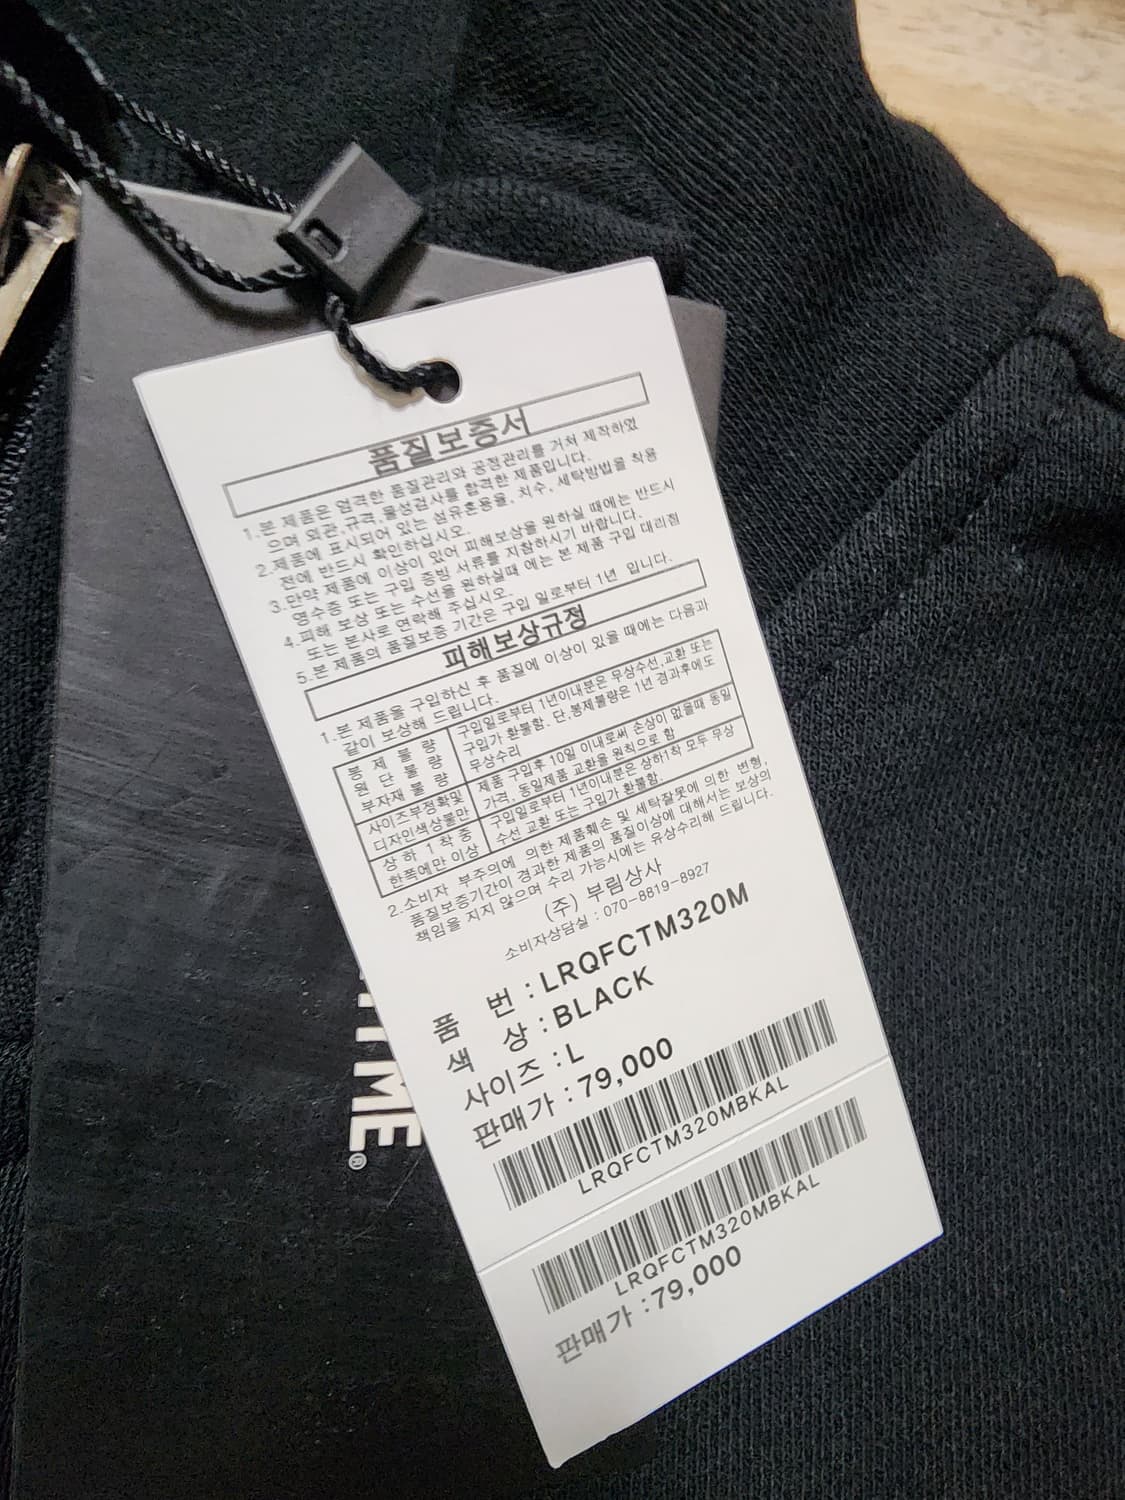 품질보증서
1.본 제품은 엄격한 품질관리와 공정관리를 거쳐 제작하였
으며 외관,규격,물성검사를 합격한 제품입니다.
2.제품에 표시되어 있는 섬유혼용율, 치수, 세탁방법을 착용
전에 반드시 확인하십시오.
3.만약 제품에 이상이 있어 피해보상을 원하실 때에는 반드시
영수증 또는 구입 증빙 서류를 지참하시기 바랍니다.
4.피해 보상 또는 수선을 원하실때 에는 본 제품 구입 대리점
또는 본사로 연락해 주십시오.
5.본 제품의 품질보증 기간은 구입 일로부터 1년 입니다.
피해보상규정
1.본 제품을 구입하신 후 품질에 이상이 있을 때에는 다음과
같이 보상해 드립니다.
봉 제 불 량
원 단 불 량
부자재 불 량
구입일로부터 1년이내분은 무상수선,교환 또는
구입가 환불함. 단,봉제불량은 1년 경과후에도
무상수리
사이즈부정확및
디자인색상불만
제품 구입후 10일 이내로써 손상이 없을때 동일
가격, 동일제품 교환을 원칙으로 함
상 하 1 착 중
한쪽에만 이상
구입일로부터 1년이내분은 상하1착 모두 무상
수선 교환 또는 구입가 환불함.
2.소비자 부주의에 의한 제품훼손 및 세탁잘못에 의한 변형,
품질보증기간이 경과한 제품의 품질이상에 대해서는 보상의
책임을 지지 않으며 수리 가능시에는 유상수리해 드립니다.
(주) 부림상사
소비자상담실 : 070-8819-8927
품 번 : LRQFCTM320M
색 상 : BLACK
사이즈 : L
판매가 : 79,000
LRQFCTM320MBKAL
LRQFCTM320MBKAL
판매가 :79,000